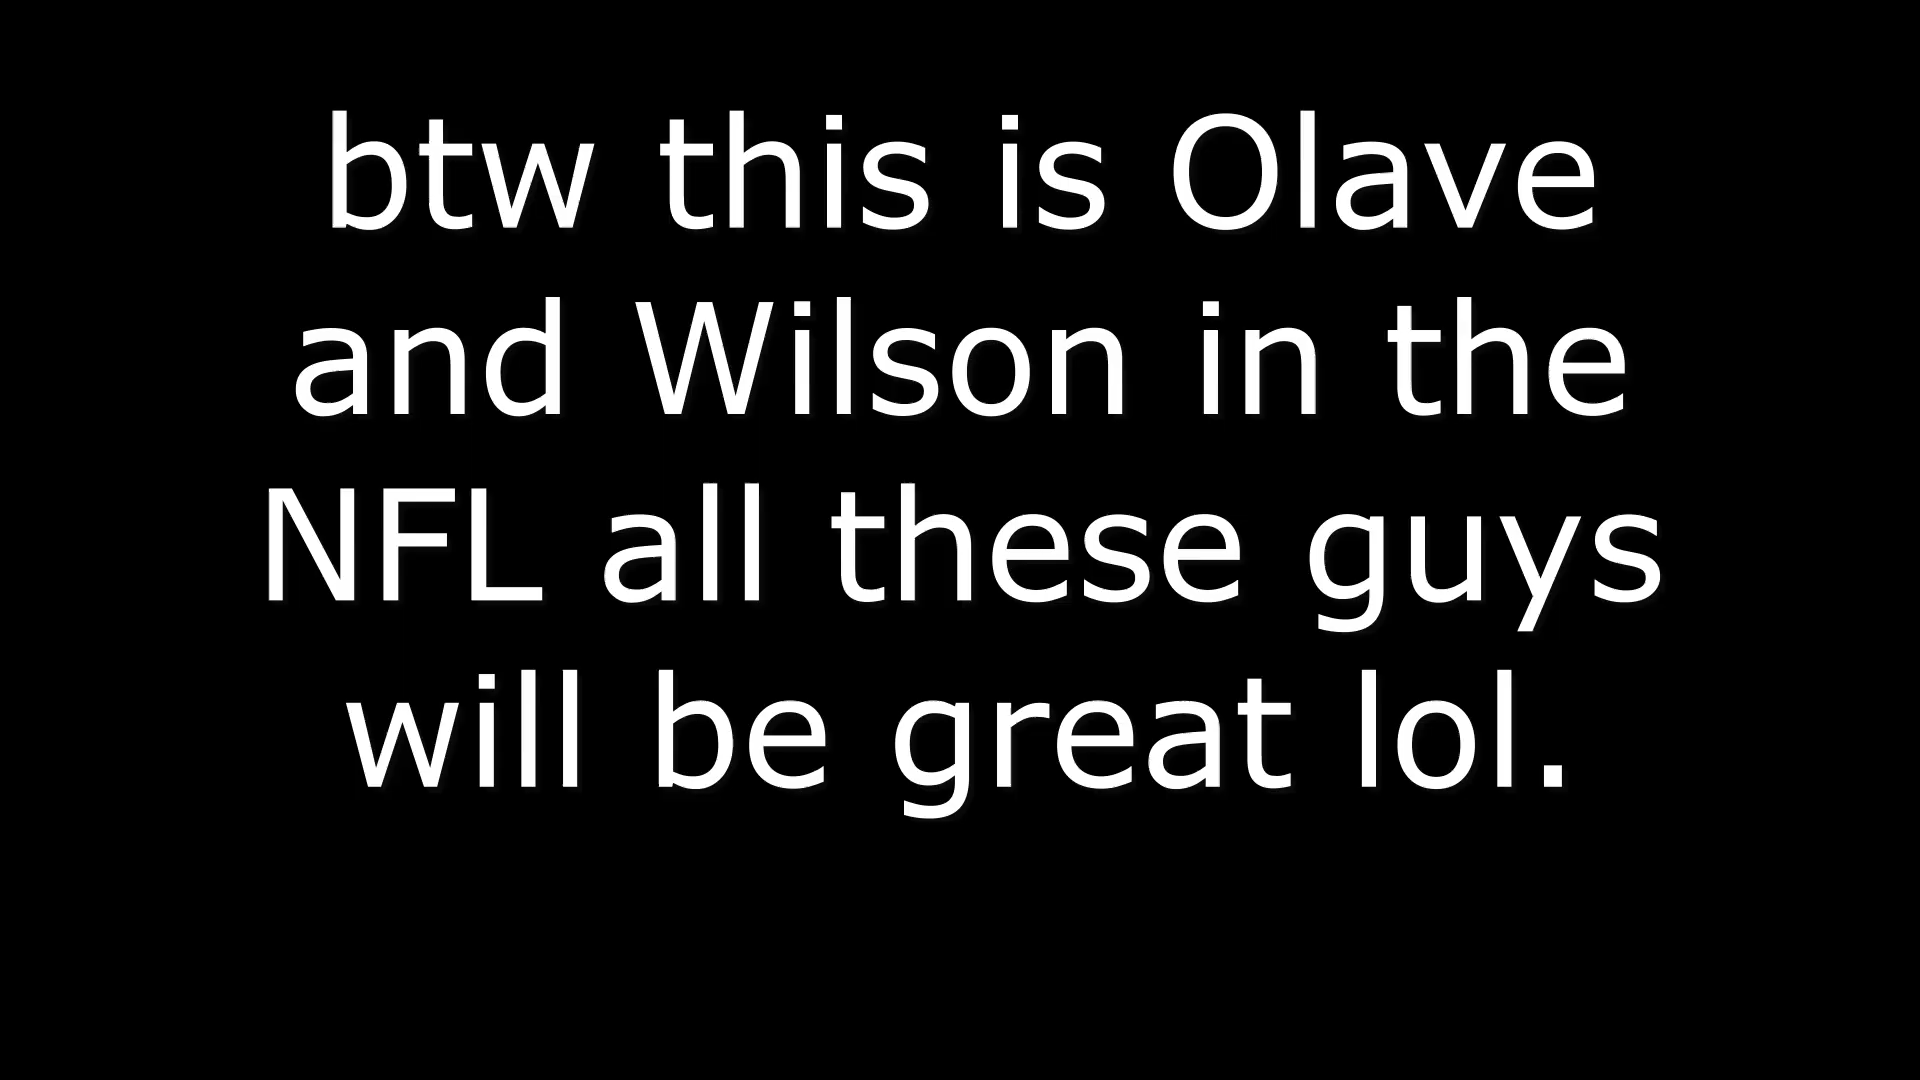 btw this is Olave
and Wilson in the
NFL all these guys
will be great lol.